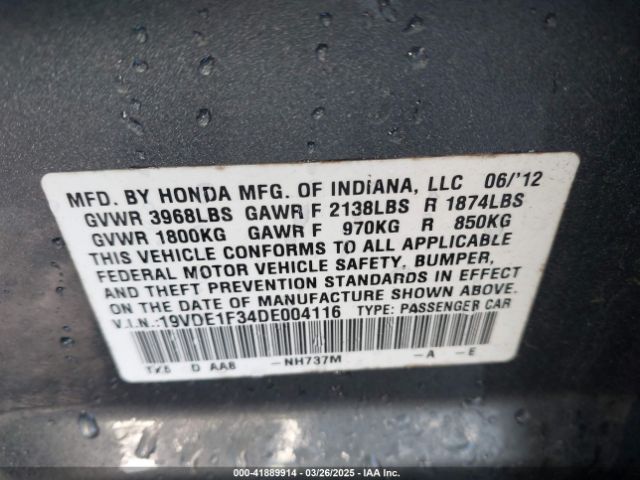 MFD. BY HONDA MFG. OF INDIANA, LLC 06/'12
GVWR 3968LBS GAWR F 2138LBS R 1874LBS
GVWR 1800KG GAWR F 970KG R 850KG
THIS VEHICLE CONFORMS TO ALL APPLICABLE
FEDERAL MOTOR VEHICLE SAFETY, BUMPER,
AND THEFT PREVENTION STANDARDS IN EFFECT
ON THE DATE OF MANUFACTURE SHOWN ABOVE.
V.I.N.: 19VDE1F34DE004116 TYPE: PASSENGER CAR
TX6 D AAB -NH737M -A -E
000-41889914 - 03/26/2025 - IAA Inc.